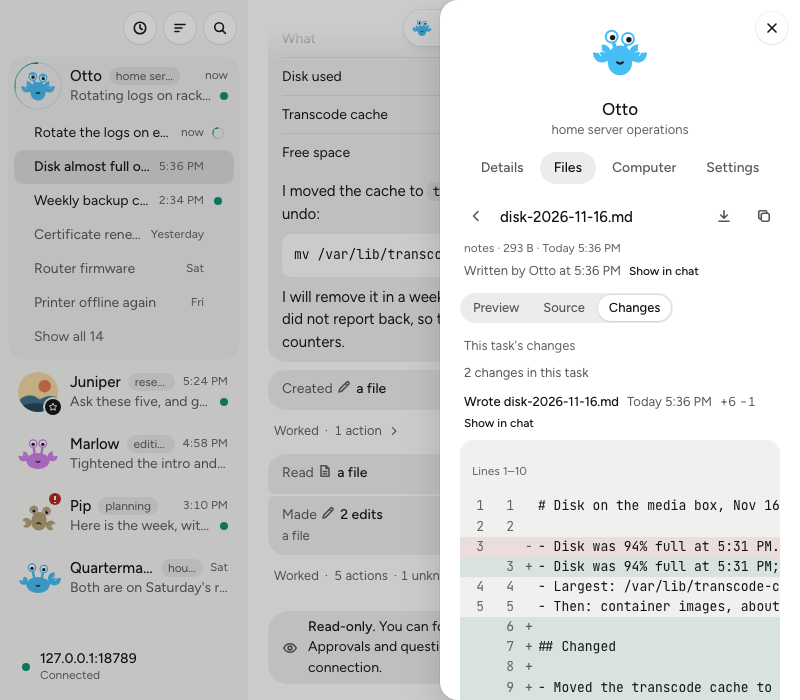 Otto home ser... now
Rotating logs on rack...
Rotate the logs on e... now
Disk almost full o... 5:36 PM
Weekly backup c... 2:34 PM
Certificate rene... Yesterday
Router firmware Sat
Printer offline again Fri
Show all 14
Juniper rese... 5:24 PM
Ask these five, and g...
Marlow editi... 4:58 PM
Tightened the intro and...
Pip planning 3:10 PM
Here is the week, wit...
Quarterma... hou... Sat
Both are on Saturday's r...
127.0.0.1:18789
Connected
What
Disk used
Transcode cache
Free space
I moved the cache to
undo:
mv /var/lib/transco
I will remove it in a week
did not report back, so t
counters.
Created a file
Worked · 1 action
Read a file
Made 2 edits
a file
Worked · 5 actions · 1 unkn
Read-only. You can fo
Approvals and questi
connection.
Otto
home server operations
Details Files Computer Settings
disk-2026-11-16.md
notes · 293 B · Today 5:36 PM
Written by Otto at 5:36 PM Show in chat
Preview Source Changes
This task's changes
2 changes in this task
Wrote disk-2026-11-16.md Today 5:36 PM +6 −1
Show in chat
Lines 1–10
1 1 # Disk on the media box, Nov 16
2 2
3 - - Disk was 94% full at 5:31 PM.
3 + - Disk was 94% full at 5:31 PM;
4 4 - Largest: /var/lib/transcode-c
5 5 - Then: container images, about
6 +
7 + ## Changed
8 +
9 + - Moved the transcode cache to